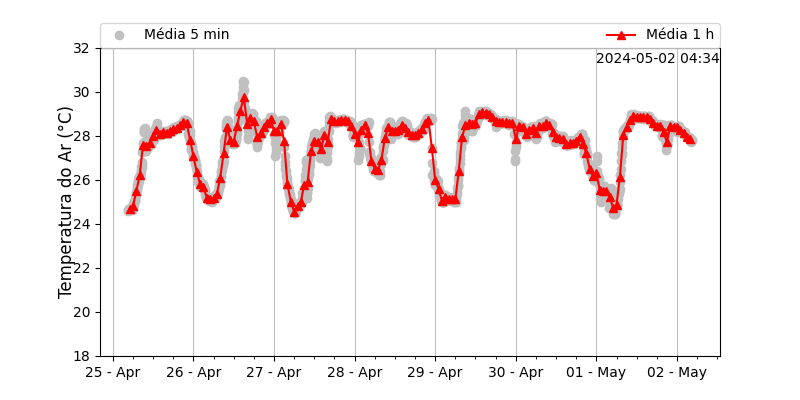 Média 5 min
Média 1 h
2024-05-02 04:34
Temperatura do Ar (°C)
32
30
28
26
24
22
20
18
25 - Apr
26 - Apr
27 - Apr
28 - Apr
29 - Apr
30 - Apr
01 - May
02 - May